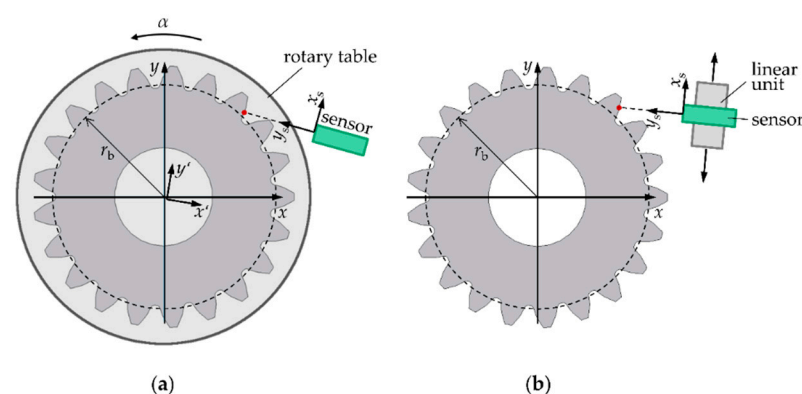 α
rotary table
y
x_s
sensor
y_s
r_b
y‘
x‘
x
(a)
y
linear
unit
x_s
sensor
y_s
r_b
x
(b)